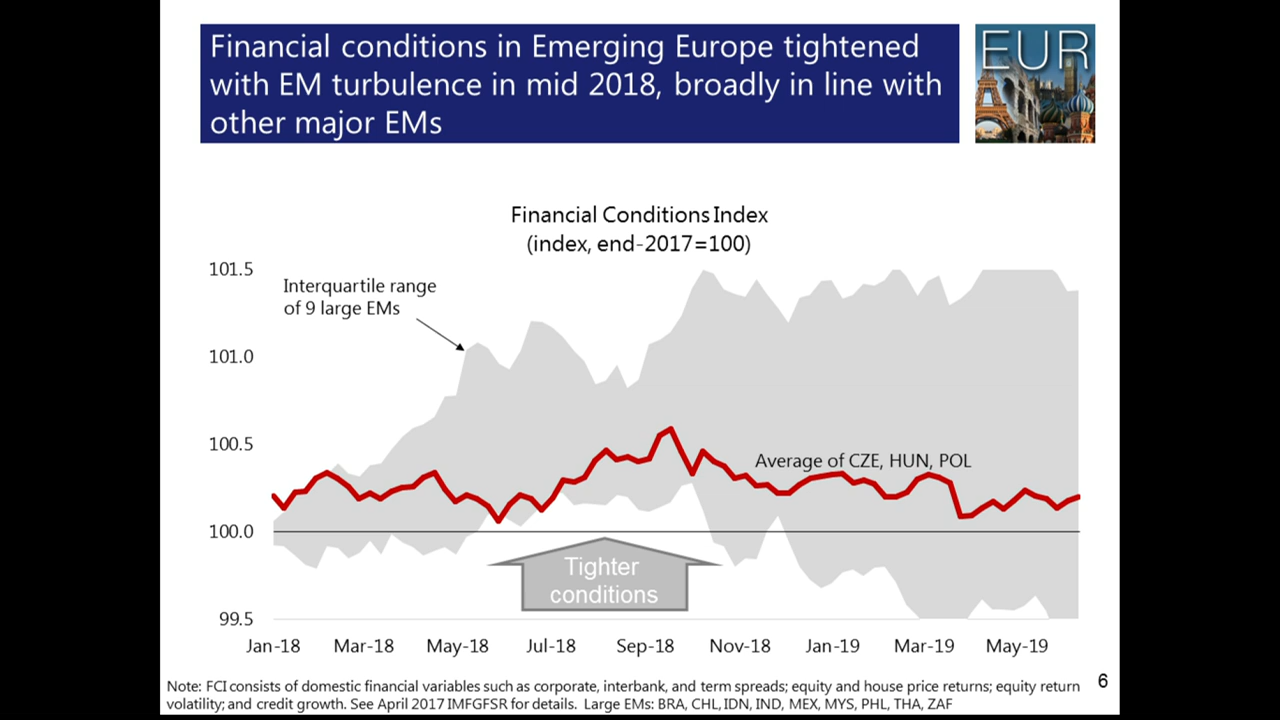 Financial conditions in Emerging Europe tightened
with EM turbulence in mid 2018, broadly in line with
other major EMs
EUR
Financial Conditions Index
(index, end-2017=100)
101.5
101.0
100.5
100.0
99.5
Interquartile range
of 9 large EMs
Average of CZE, HUN, POL
Tighter
conditions
Jan-18 Mar-18 May-18 Jul-18 Sep-18 Nov-18 Jan-19 Mar-19 May-19
Note: FCI consists of domestic financial variables such as corporate, interbank, and term spreads; equity and house price returns; equity return
volatility; and credit growth. See April 2017 IMFGFSR for details. Large EMs: BRA, CHL, IDN, IND, MEX, MYS, PHL, THA, ZAF
6